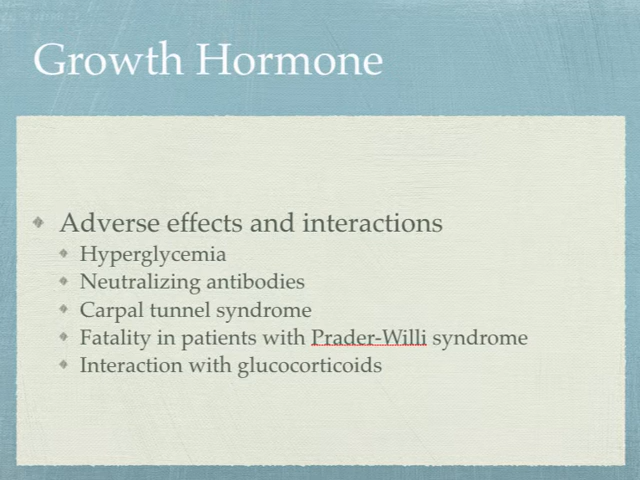 Growth Hormone
Adverse effects and interactions
Hyperglycemia
Neutralizing antibodies
Carpal tunnel syndrome
Fatality in patients with Prader-Willi syndrome
Interaction with glucocorticoids